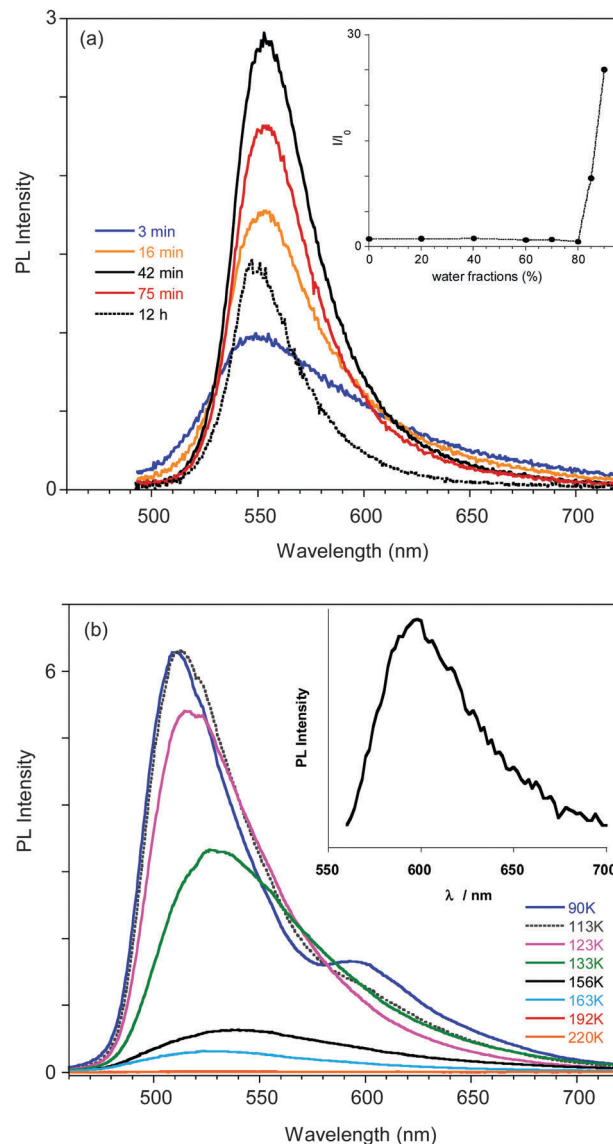 (a)
3
0
PL Intensity
3 min
16 min
42 min
75 min
12 h
30
0
I/I0
0 20 40 60 80
water fractions (%)
500 550 600 650 700
Wavelength (nm)
(b)
6
0
PL Intensity
PL Intensity
550 600 650 700
λ / nm
90K
113K
123K
133K
156K
163K
192K
220K
500 550 600 650 700
Wavelength (nm)